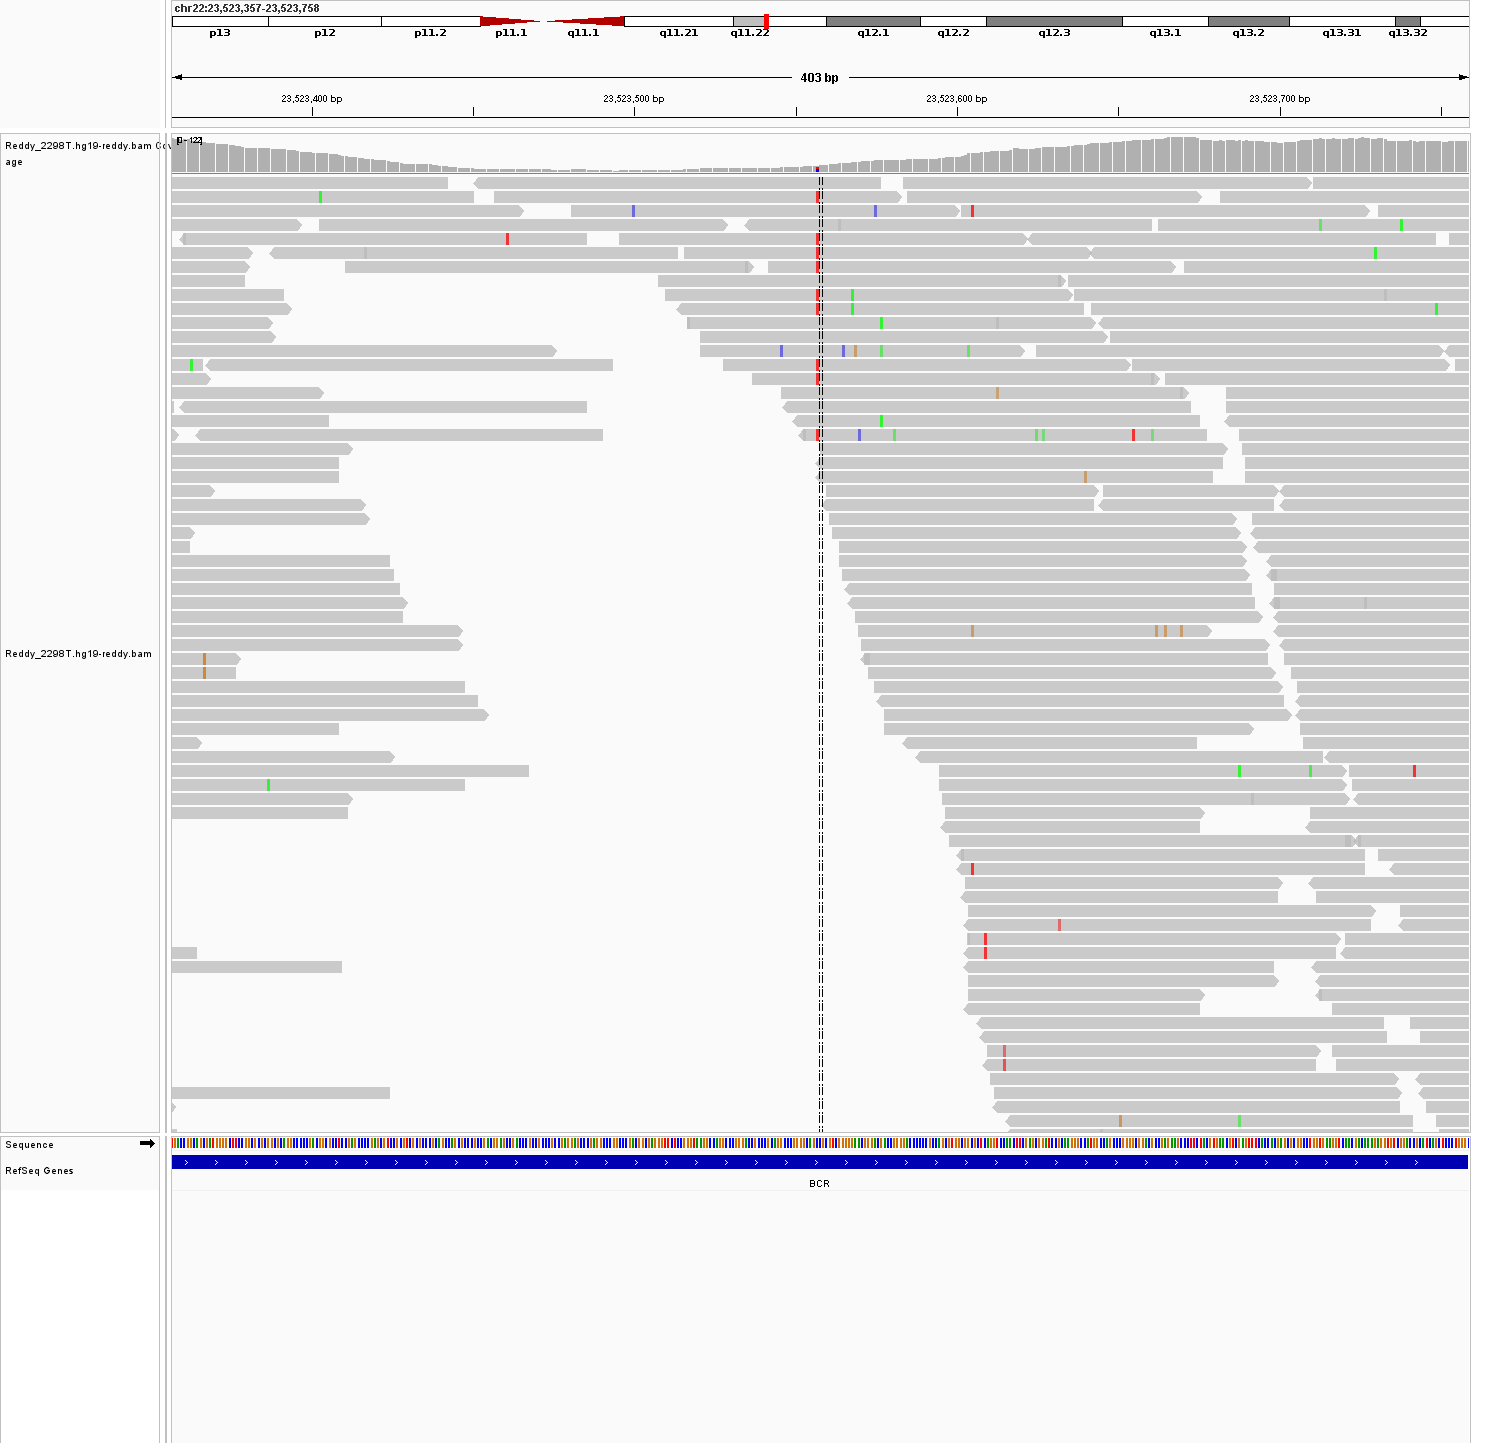 chr22:23,523,357-23,523,758
p13 p12 p11.2 p11.1 q11.1 q11.21 q11.22 q12.1 q12.2 q12.3 q13.1 q13.2 q13.31 q13.32
403 bp
23,523,400 bp 23,523,500 bp 23,523,600 bp 23,523,700 bp
[0 - 122]
Reddy_2298T.hg19-reddy.bam Cov
age
Reddy_2298T.hg19-reddy.bam
Sequence
RefSeq Genes
BCR